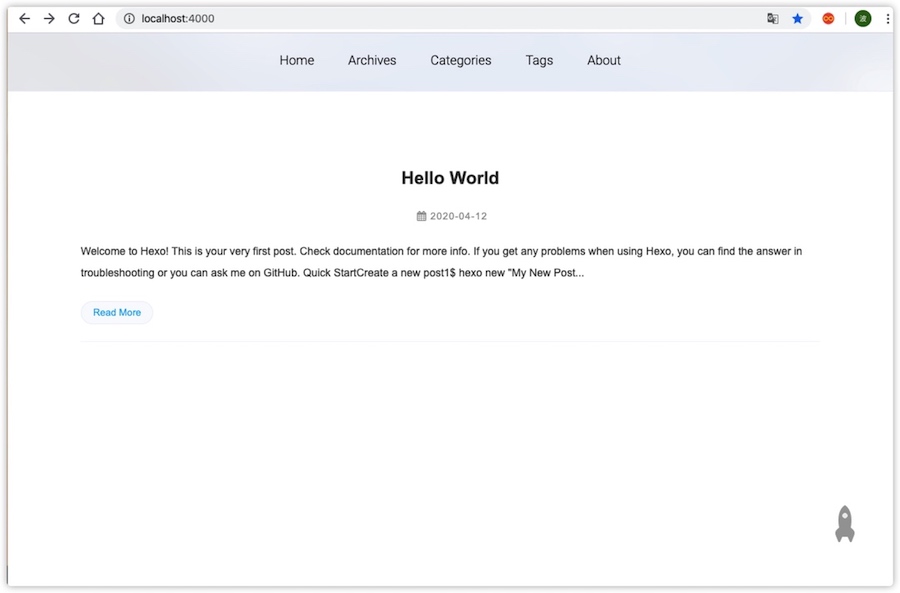 localhost:4000
Home Archives Categories Tags About
Hello World
2020-04-12
Welcome to Hexo! This is your very first post. Check documentation for more info. If you get any problems when using Hexo, you can find the answer in
troubleshooting or you can ask me on GitHub. Quick StartCreate a new post1$ hexo new "My New Post...
Read More